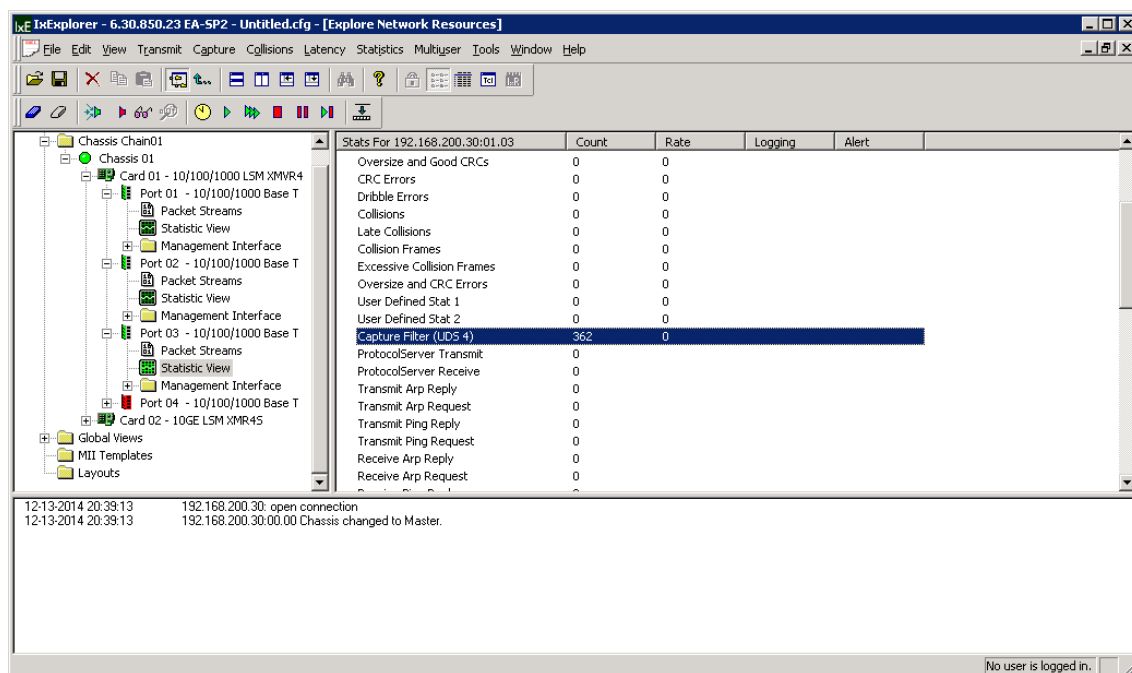 IxE IxExplorer - 6.30.850.23 EA-SP2 - Untitled.cfg - [Explore Network Resources]
File Edit View Transmit Capture Collisions Latency Statistics Multiuser Tools Window Help
Tcl
Chassis Chain01
Chassis 01
Card 01 - 10/100/1000 LSM XMVR4
Port 01 - 10/100/1000 Base T
Packet Streams
Statistic View
Management Interface
Port 02 - 10/100/1000 Base T
Packet Streams
Statistic View
Management Interface
Port 03 - 10/100/1000 Base T
Packet Streams
Statistic View
Management Interface
Port 04 - 10/100/1000 Base T
Card 02 - 10GE LSM XMR4S
Global Views
MII Templates
Layouts
Stats For 192.168.200.30:01.03 Count Rate Logging Alert
Oversize and Good CRCs 0 0
CRC Errors 0 0
Dribble Errors 0 0
Collisions 0 0
Late Collisions 0 0
Collision Frames 0 0
Excessive Collision Frames 0 0
Oversize and CRC Errors 0 0
User Defined Stat 1 0 0
User Defined Stat 2 0 0
Capture Filter (UDS 4) 362 0
ProtocolServer Transmit 0
ProtocolServer Receive 0
Transmit Arp Reply 0
Transmit Arp Request 0
Transmit Ping Reply 0
Transmit Ping Request 0
Receive Arp Reply 0
Receive Arp Request 0
12-13-2014 20:39:13 192.168.200.30: open connection
12-13-2014 20:39:13 192.168.200.30:00.00 Chassis changed to Master.
No user is logged in.